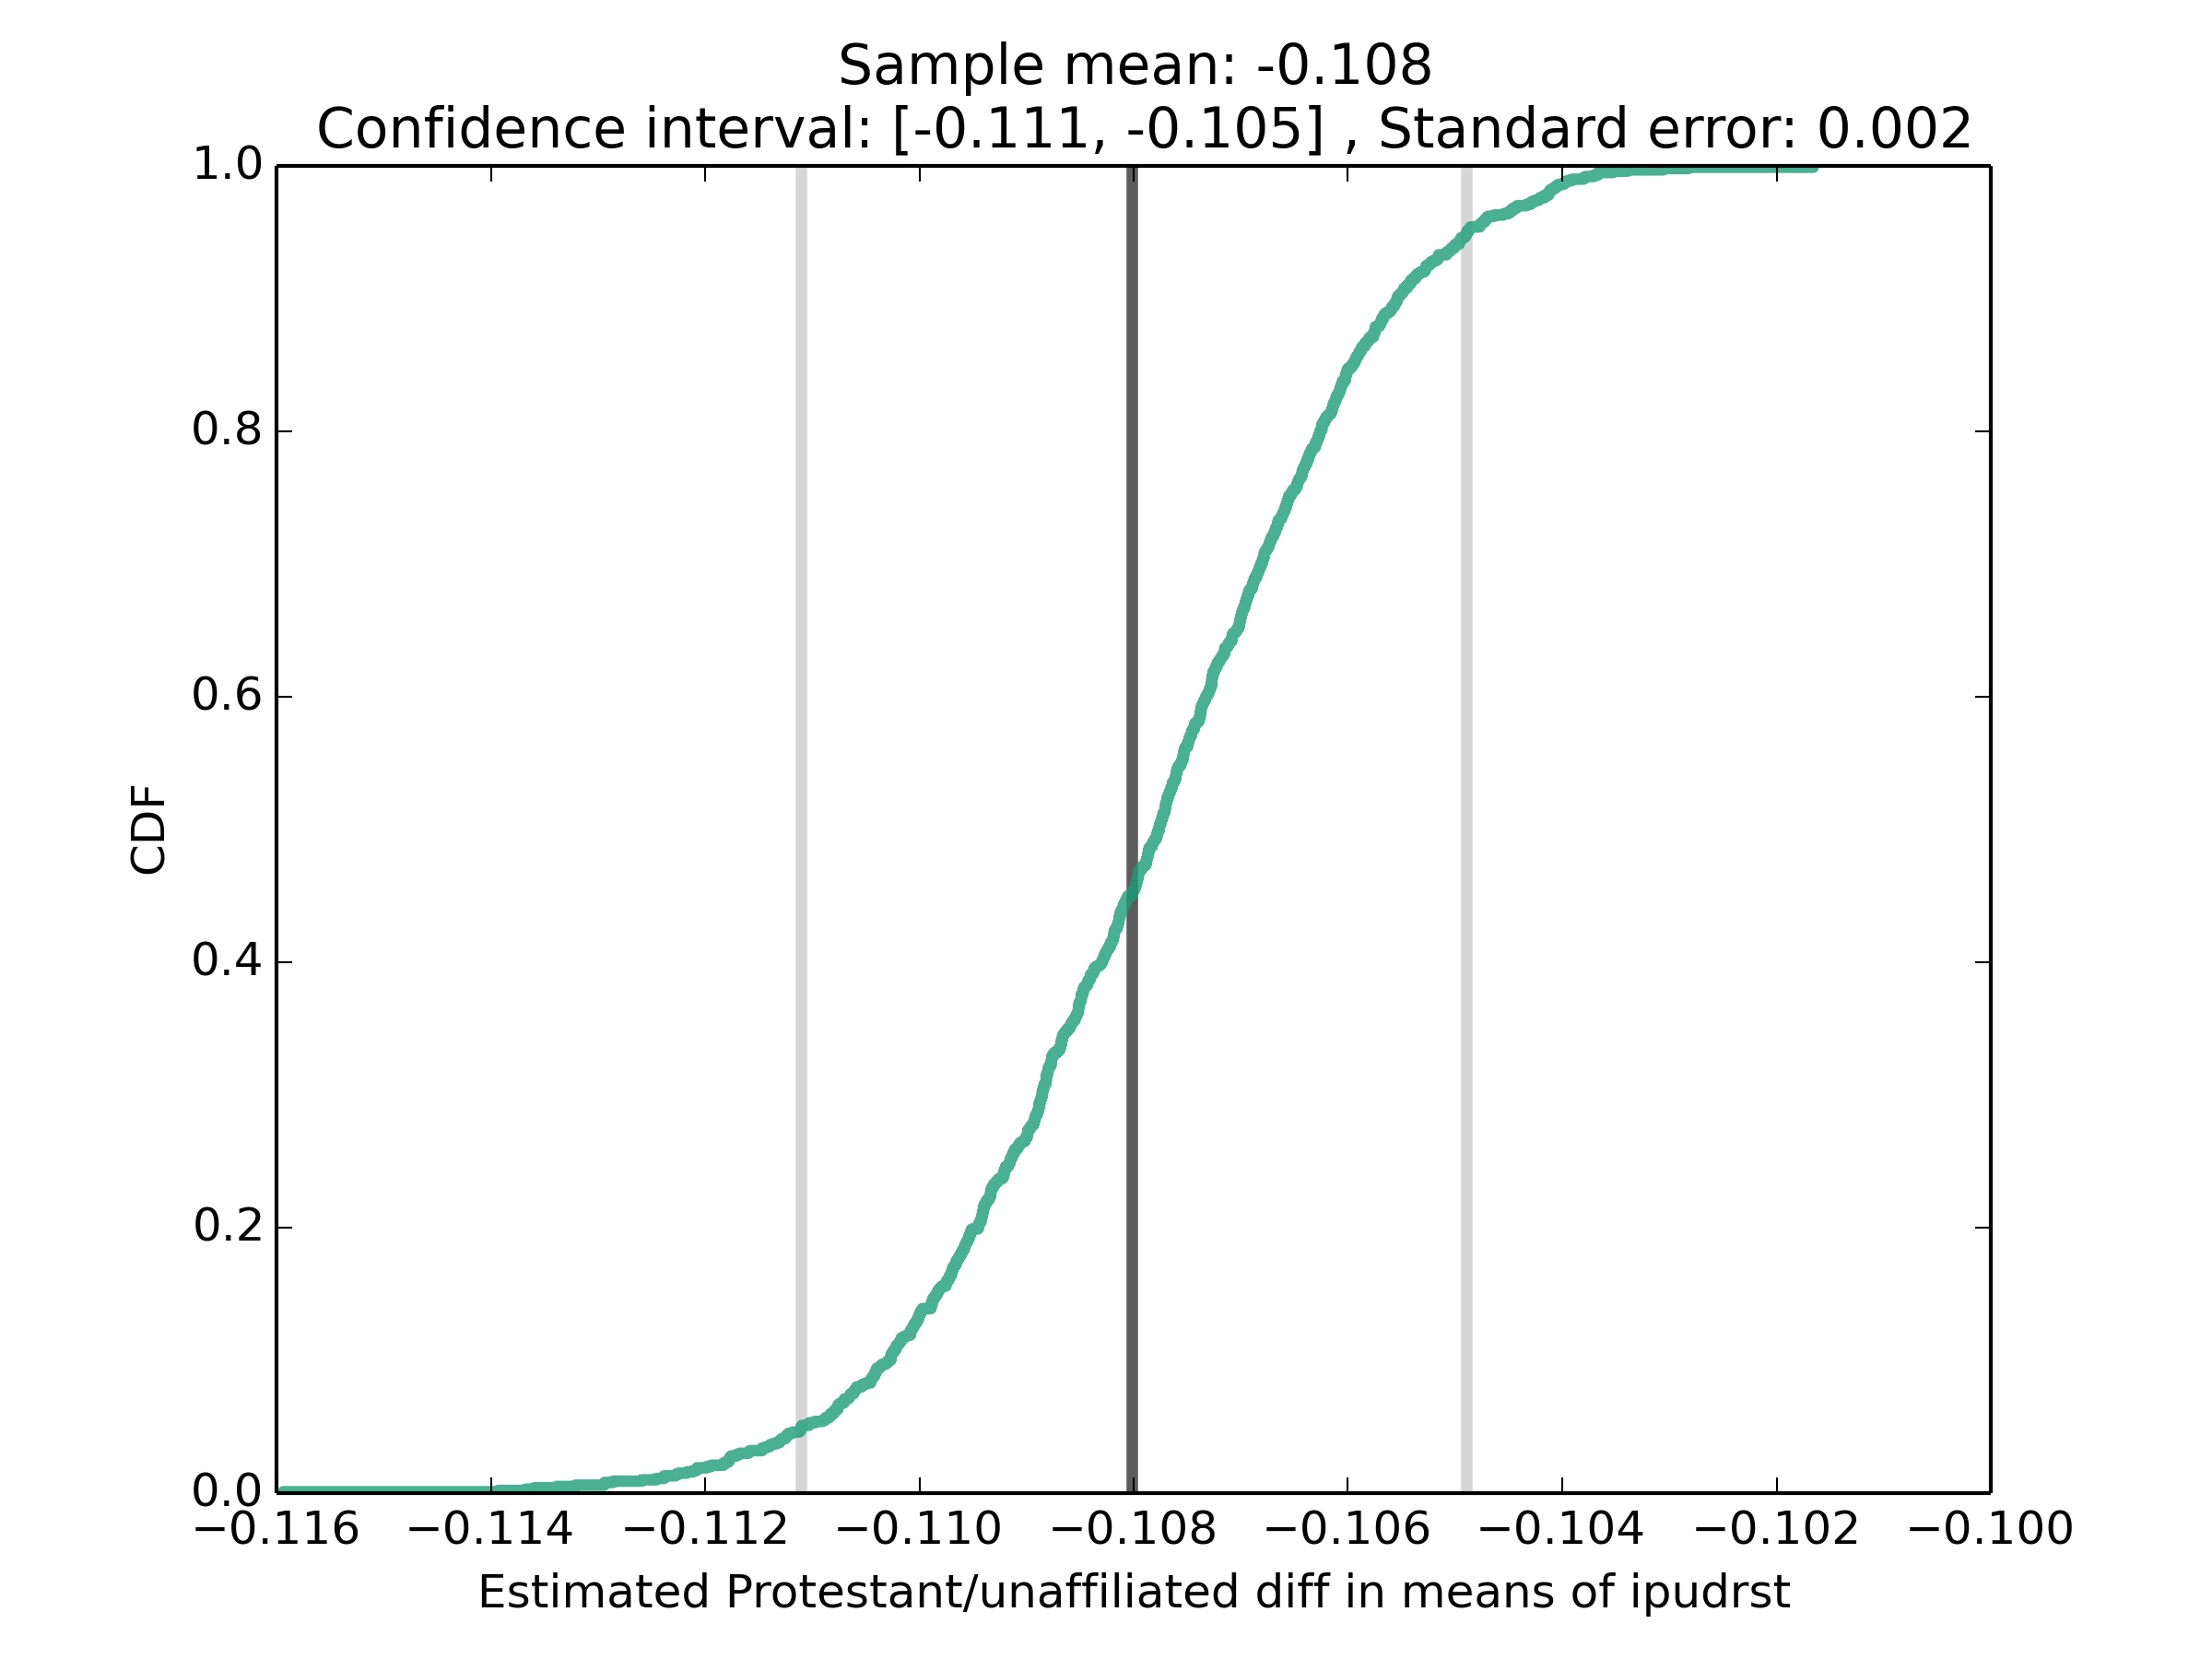 Sample mean: -0.108
Confidence interval: [-0.111, -0.105] , Standard error: 0.002
1.0
0.8
0.6
0.4
0.2
0.0
CDF
−0.116 −0.114 −0.112 −0.110 −0.108 −0.106 −0.104 −0.102 −0.100
Estimated Protestant/unaffiliated diff in means of ipudrst